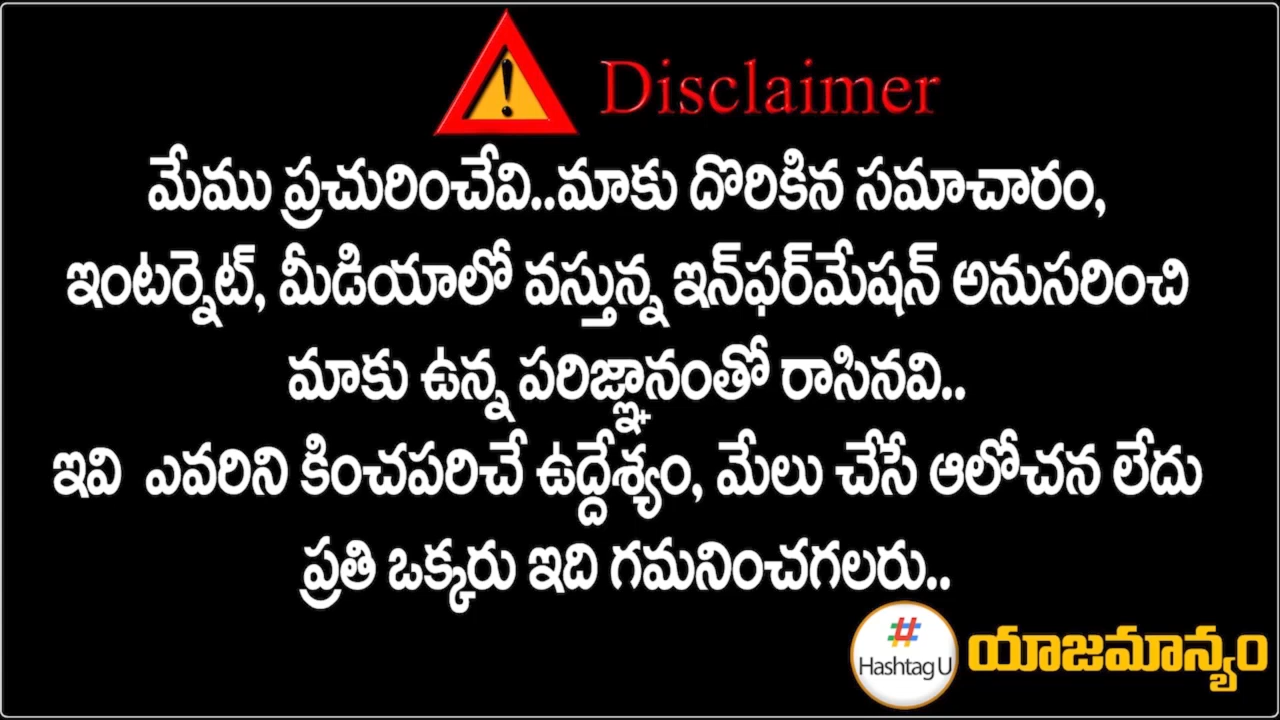 Disclaimer
మేము ప్రచురించేవి..మాకు దొరికిన సమాచారం,
ఇంటర్నెట్, మీడియాలో వస్తున్న ఇన్‌ఫర్‌మేషన్ అనుసరించి
మాకు ఉన్న పరిజ్ఞానంతో రాసినవి..
ఇవి ఎవరిని కించపరిచే ఉద్దేశ్యం, మేలు చేసే ఆలోచన లేదు
ప్రతి ఒక్కరు ఇది గమనించగలరు..
# Hashtag U
యాజమాన్యం